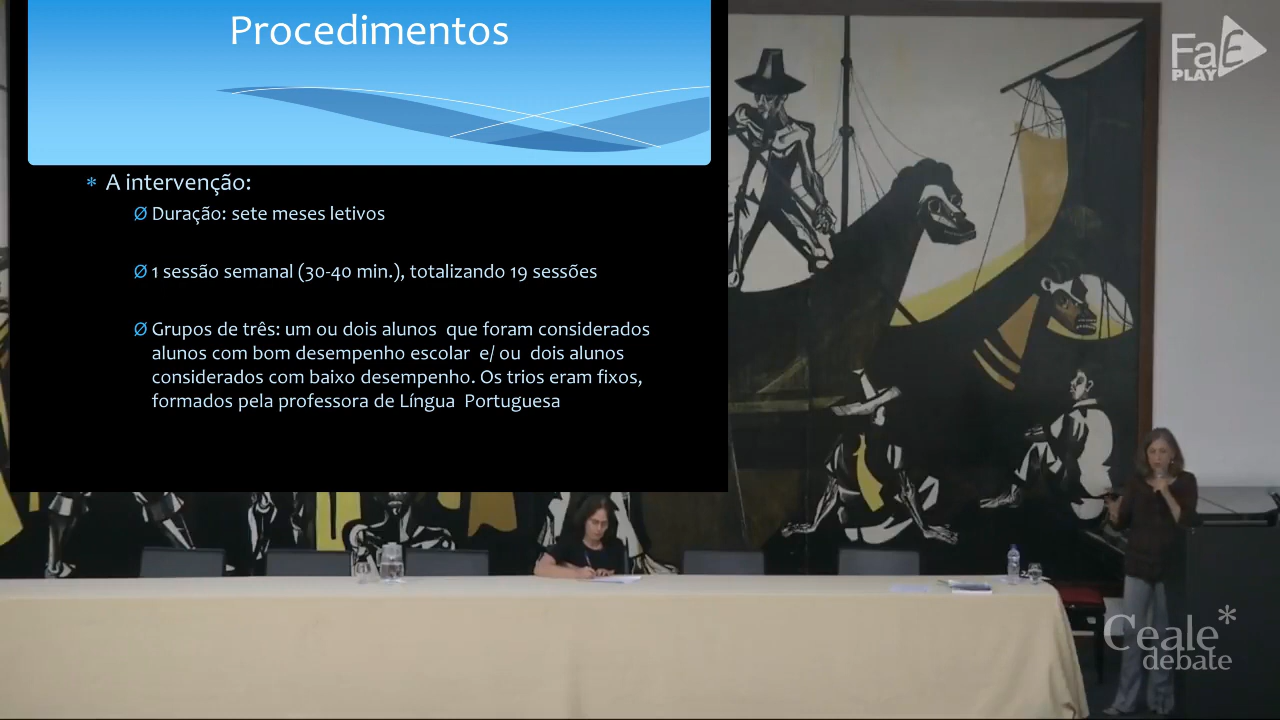 Procedimentos
FaE
PLAY
* A intervenção:
Ø Duração: sete meses letivos
Ø 1 sessão semanal (30-40 min.), totalizando 19 sessões
Ø Grupos de três: um ou dois alunos que foram considerados
alunos com bom desempenho escolar e/ ou dois alunos
considerados com baixo desempenho. Os trios eram fixos,
formados pela professora de Língua Portuguesa
Ceale*
debate